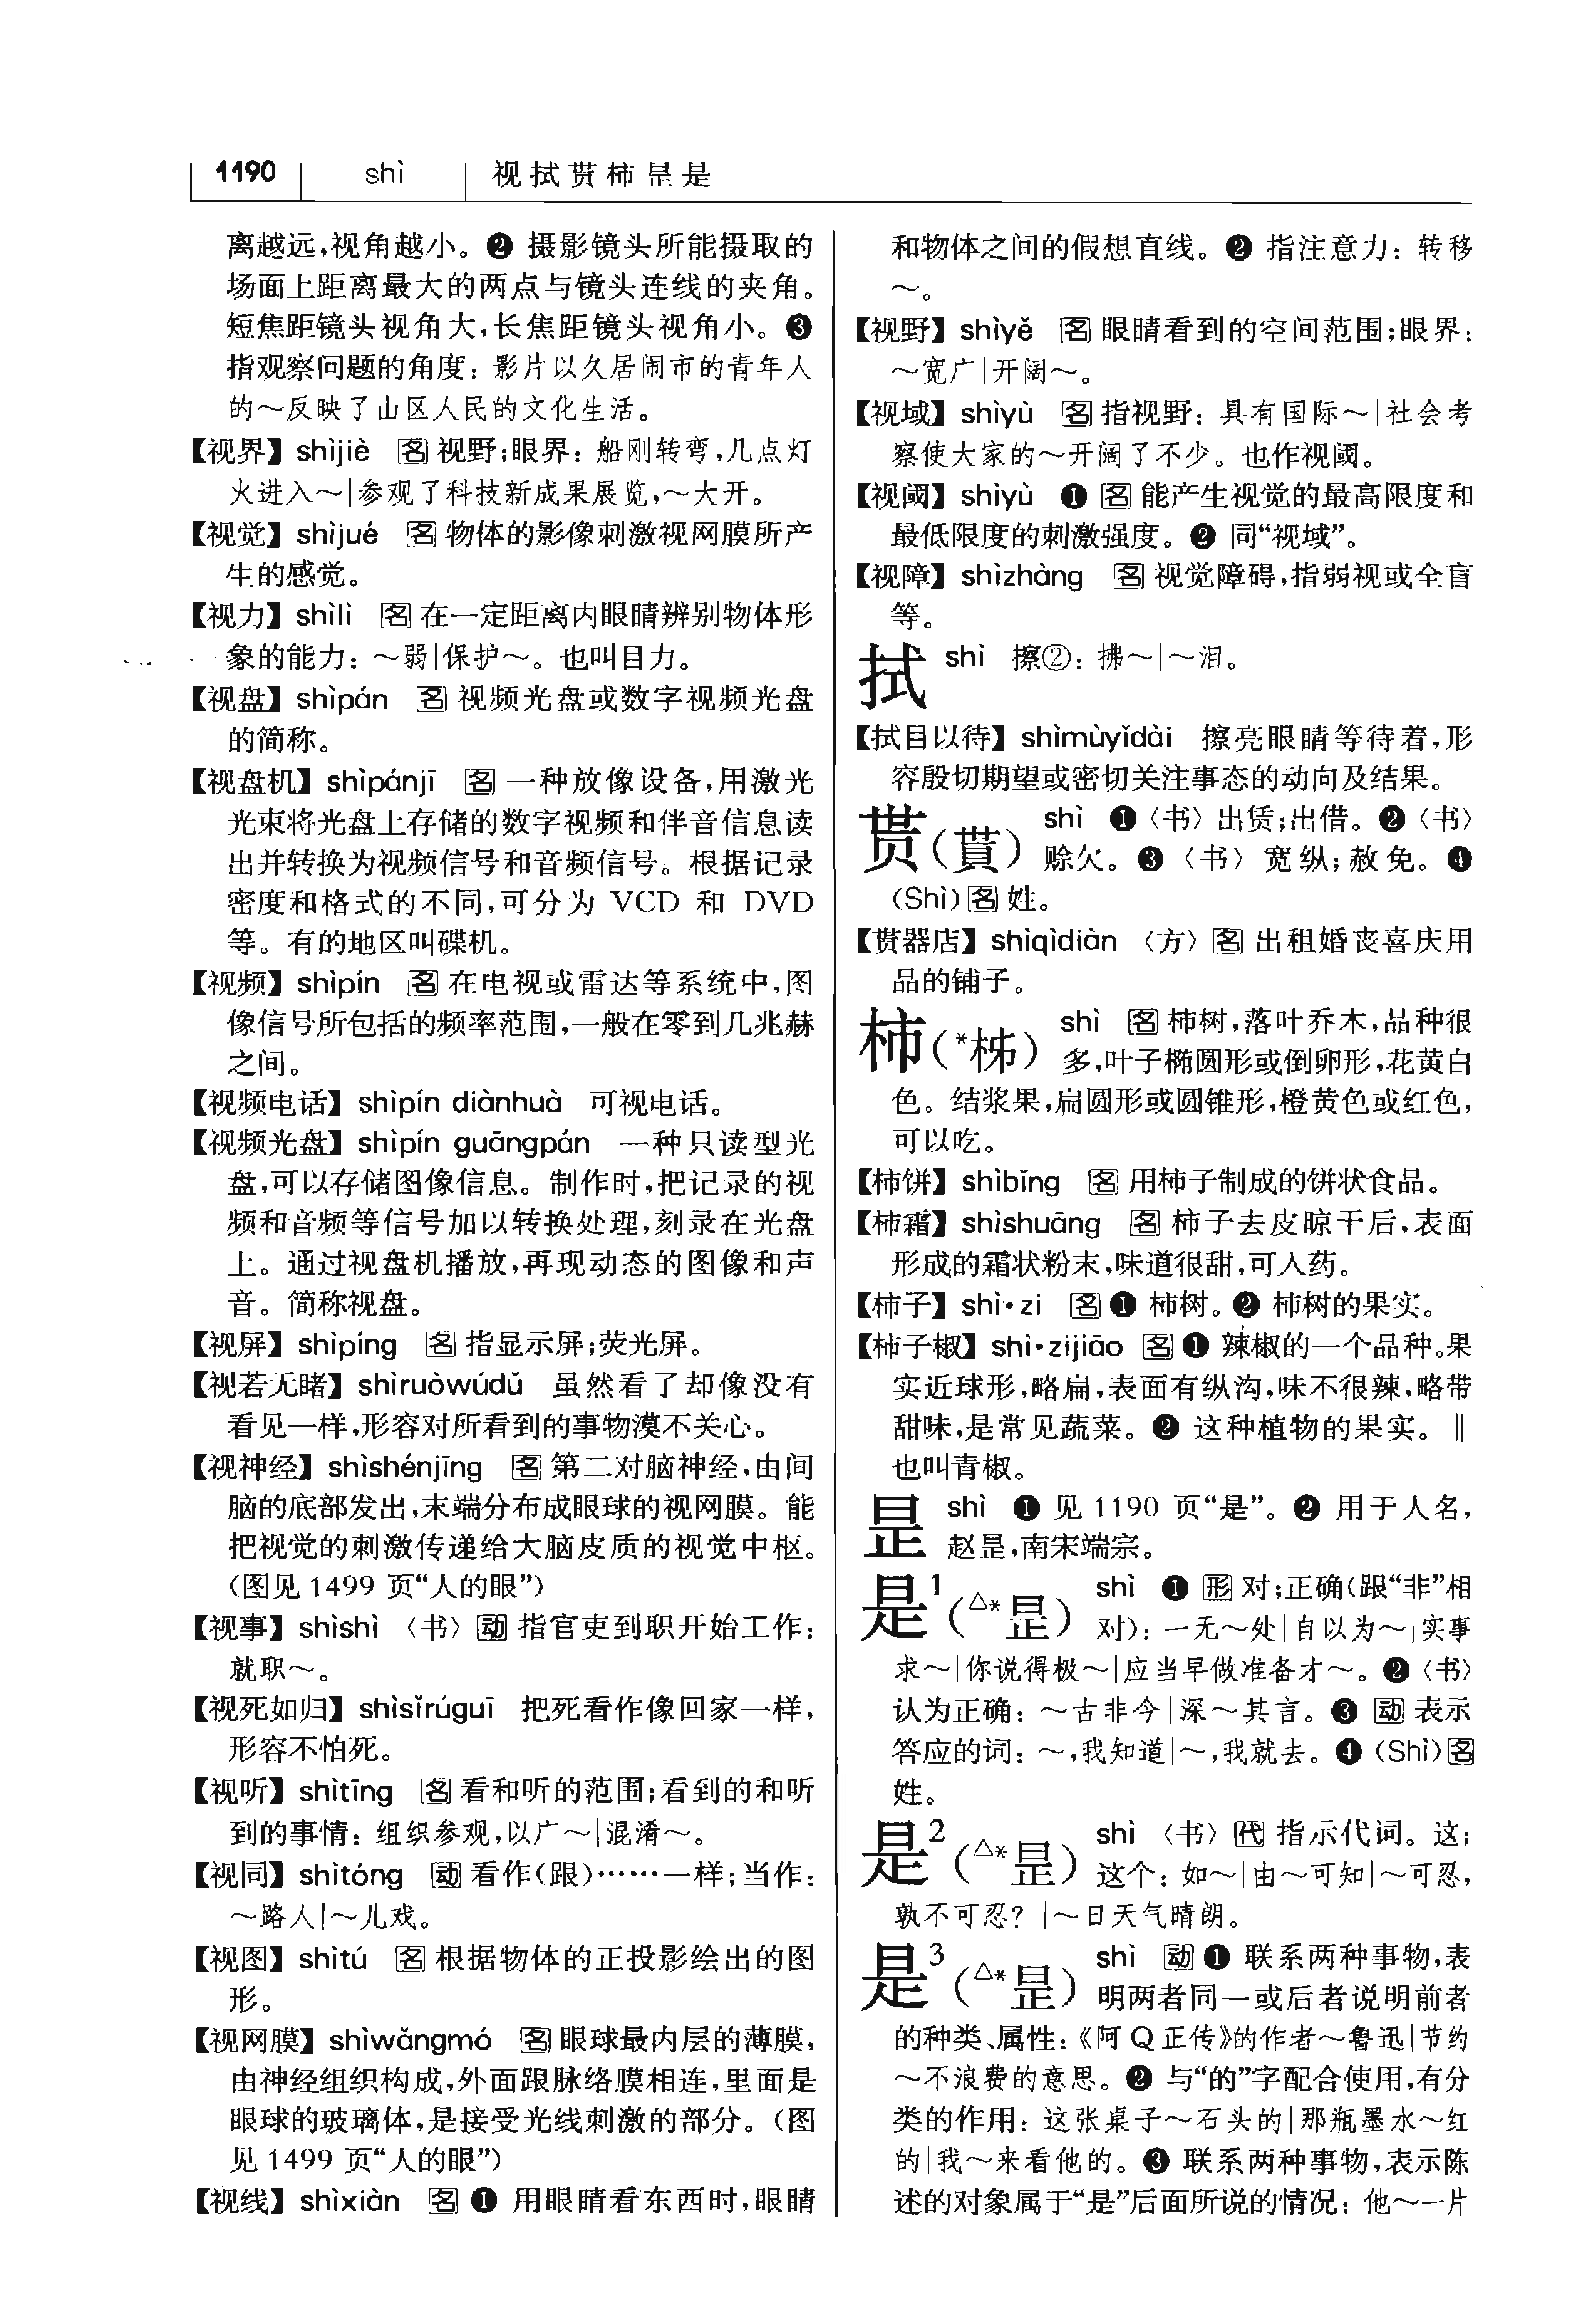 1190 shì 视拭贳柿昰是
离越远,视角越小。❷ 摄影镜头所能摄取的
场面上距离最大的两点与镜头连线的夹角。
短焦距镜头视角大,长焦距镜头视角小。❸
指观察问题的角度：影片以久居闹市的青年人
的～反映了山区人民的文化生活。
【视界】shìjiè 名 视野;眼界：船刚转弯,几点灯
火进入～|参观了科技新成果展览,～大开。
【视觉】shìjué 名 物体的影像刺激视网膜所产
生的感觉。
【视力】shìlì 名 在一定距离内眼睛辨别物体形
象的能力：～弱|保护～。也叫目力。
【视盘】shìpán 名 视频光盘或数字视频光盘
的简称。
【视盘机】shìpánjī 名 一种放像设备,用激光
光束将光盘上存储的数字视频和伴音信息读
出并转换为视频信号和音频信号。根据记录
密度和格式的不同,可分为 VCD 和 DVD
等。有的地区叫碟机。
【视频】shìpín 名 在电视或雷达等系统中,图
像信号所包括的频率范围,一般在零到几兆赫
之间。
【视频电话】shìpín diànhuà 可视电话。
【视频光盘】shìpín guāngpán 一种只读型光
盘,可以存储图像信息。制作时,把记录的视
频和音频等信号加以转换处理,刻录在光盘
上。通过视盘机播放,再现动态的图像和声
音。简称视盘。
【视屏】shìpíng 名 指显示屏;荧光屏。
【视若无睹】shìruòwúdǔ 虽然看了却像没有
看见一样,形容对所看到的事物漠不关心。
【视神经】shìshénjīng 名 第二对脑神经,由间
脑的底部发出,末端分布成眼球的视网膜。能
把视觉的刺激传递给大脑皮质的视觉中枢。
(图见 1499 页“人的眼”)
【视事】shìshì 〈书〉动 指官吏到职开始工作：
就职～。
【视死如归】shìsǐrúguī 把死看作像回家一样,
形容不怕死。
【视听】shìtīng 名 看和听的范围;看到的和听
到的事情：组织参观,以广～|混淆～。
【视同】shìtóng 动 看作(跟)……一样;当作：
～路人|～儿戏。
【视图】shìtú 名 根据物体的正投影绘出的图
形。
【视网膜】shìwǎngmó 名 眼球最内层的薄膜,
由神经组织构成,外面跟脉络膜相连,里面是
眼球的玻璃体,是接受光线刺激的部分。(图
见 1499 页“人的眼”)
【视线】shìxiàn 名 ❶ 用眼睛看东西时,眼睛
和物体之间的假想直线。❷ 指注意力：转移
～。
【视野】shìyě 名 眼睛看到的空间范围;眼界：
～宽广|开阔～。
【视域】shìyù 名 指视野：具有国际～|社会考
察使大家的～开阔了不少。也作视阈。
【视阈】shìyù ❶ 名 能产生视觉的最高限度和
最低限度的刺激强度。❷ 同“视域”。
【视障】shìzhàng 名 视觉障碍,指弱视或全盲
等。
拭 shì 擦②：拂～|～泪。
【拭目以待】shìmùyǐdài 擦亮眼睛等待着,形
容殷切期望或密切关注事态的动向及结果。
贳(貰) shì ❶〈书〉出赁;出借。❷〈书〉
赊欠。❸〈书〉宽纵;赦免。❹
(Shì)名 姓。
【贳器店】shìqìdiàn 〈方〉名 出租婚丧喜庆用
品的铺子。
柿(*柹) shì 名 柿树,落叶乔木,品种很
多,叶子椭圆形或倒卵形,花黄白
色。结浆果,扁圆形或圆锥形,橙黄色或红色,
可以吃。
【柿饼】shìbǐng 名 用柿子制成的饼状食品。
【柿霜】shìshuāng 名 柿子去皮晾干后,表面
形成的霜状粉末,味道很甜,可入药。
【柿子】shì•zi 名 ❶ 柿树。❷ 柿树的果实。
【柿子椒】shì•zijiāo 名 ❶ 辣椒的一个品种。果
实近球形,略扁,表面有纵沟,味不很辣,略带
甜味,是常见蔬菜。❷ 这种植物的果实。‖
也叫青椒。
昰 shì ❶ 见 1190 页“是”。❷ 用于人名,
赵昰,南宋端宗。
是¹(△*昰) shì ❶ 形 对;正确(跟“非”相
对)：一无～处|自以为～|实事
求～|你说得极～|应当早做准备才～。❷〈书〉
认为正确：～古非今|深～其言。❸ 动 表示
答应的词：～,我知道|～,我就去。❹ (Shì)名
姓。
是²(△*昰) shì 〈书〉代 指示代词。这;
这个：如～|由～可知|～可忍,
孰不可忍？|～日天气晴朗。
是³(△*昰) shì 动 ❶ 联系两种事物,表
明两者同一或后者说明前者
的种类、属性：《阿Q正传》的作者～鲁迅|节约
～不浪费的意思。❷ 与“的”字配合使用,有分
类的作用：这张桌子～石头的|那瓶墨水～红
的|我～来看他的。❸ 联系两种事物,表示陈
述的对象属于“是”后面所说的情况：他～一片